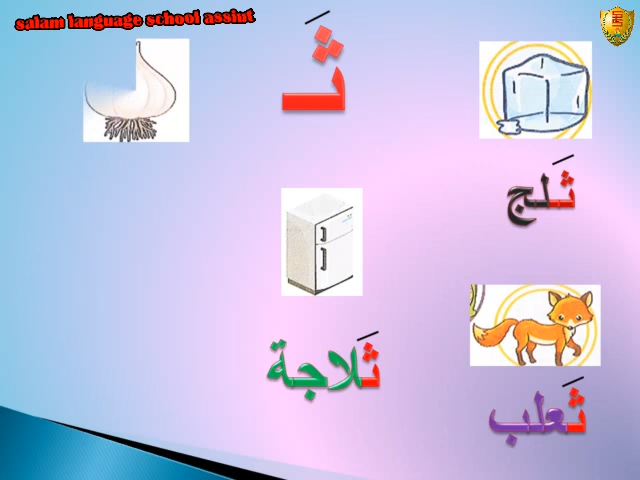 salam language school assiut
ثَ
ثَلج
ثَلاجة
ثَعلب